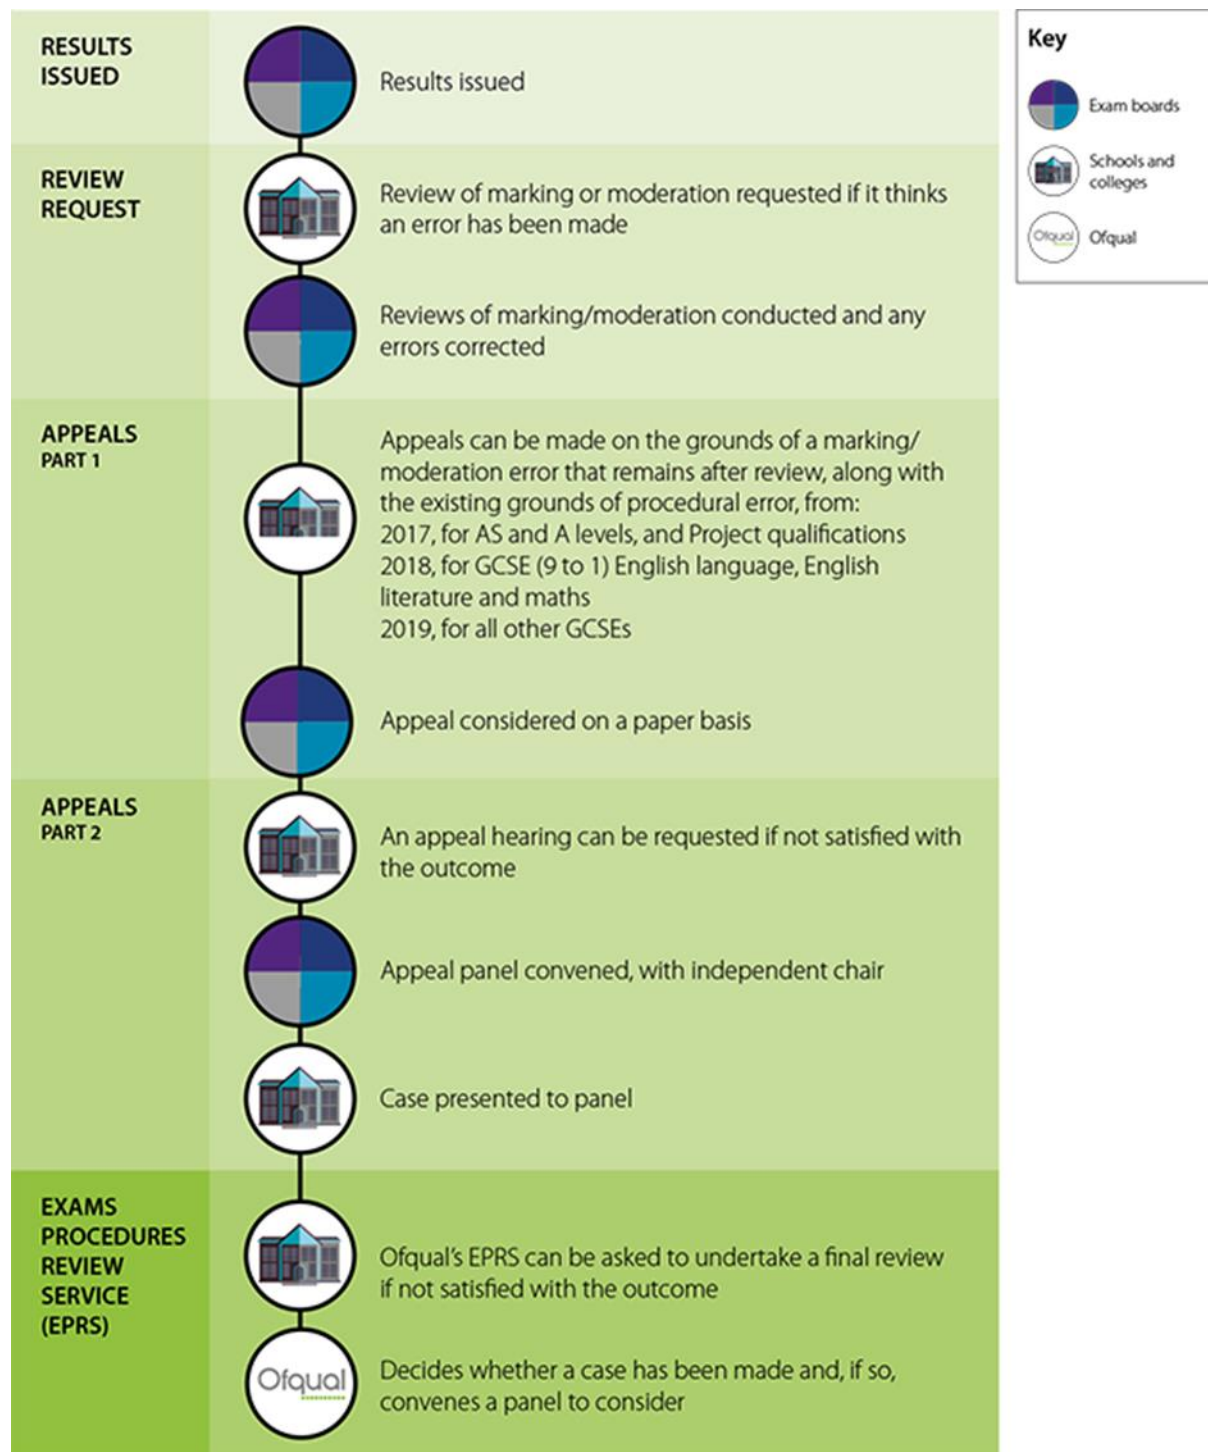 RESULTS
ISSUED
Results issued
REVIEW
REQUEST
Review of marking or moderation requested if it thinks
an error has been made
Reviews of marking/moderation conducted and any
errors corrected
APPEALS
PART 1
Appeals can be made on the grounds of a marking/
moderation error that remains after review, along with
the existing grounds of procedural error, from:
2017, for AS and A levels, and Project qualifications
2018, for GCSE (9 to 1) English language, English
literature and maths
2019, for all other GCSEs
Appeal considered on a paper basis
APPEALS
PART 2
An appeal hearing can be requested if not satisfied with
the outcome
Appeal panel convened, with independent chair
Case presented to panel
EXAMS
PROCEDURES
REVIEW
SERVICE
(EPRS)
Ofqual's EPRS can be asked to undertake a final review
if not satisfied with the outcome
Ofqual
Decides whether a case has been made and, if so,
convenes a panel to consider
Key
Exam boards
Schools and
colleges
Ofqual
Ofqual